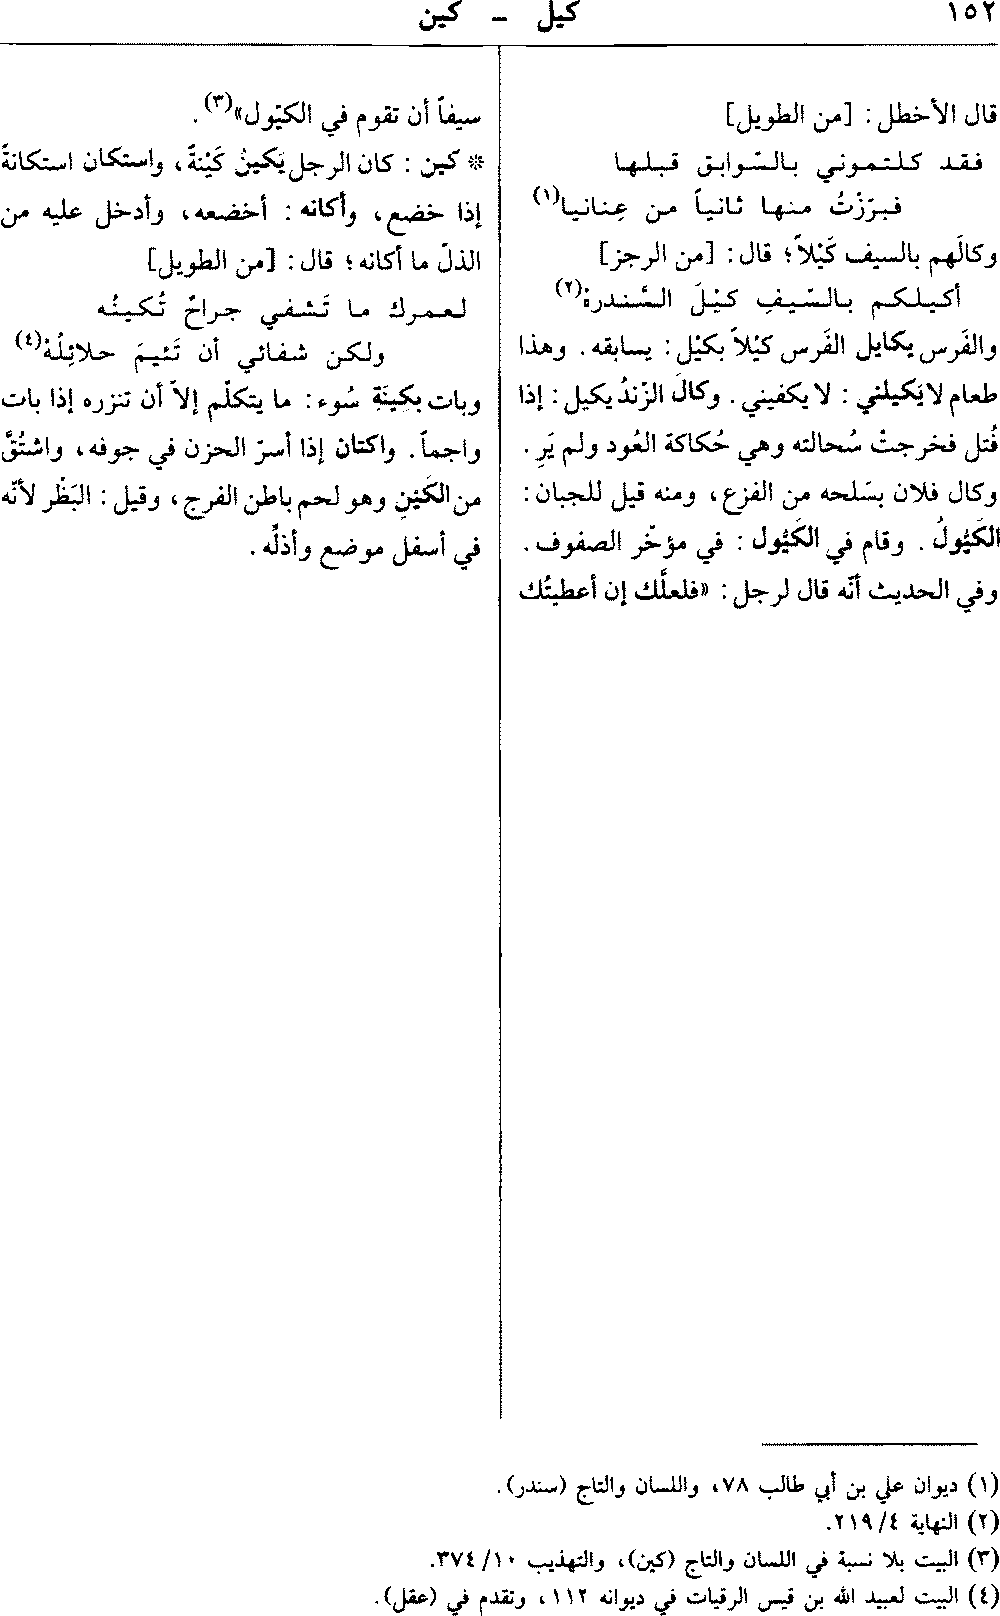 ١٥٢
كيل ـ كين
قال الأخطل: [من الطويل]
فقد كلتموني بالسّوابق قبلها
فبرّزْتُ منها ثانياً من عِنانيا(١)
وكالَهم بالسيف كَيْلاً؛ قال: [من الرجز]
أكيلكم بالسّيفِ كيْلَ السَّندرهْ(٢)
والفَرس يكايل الفَرس كيْلاً بكيْل: يسابقه. وهذا
طعام لا يَكيلني: لا يكفيني. وكالَ الزّندُ يكيل: إذا
فُتل فخرجتْ سُحالته وهي حُكاكة العُود ولم يَرِ.
وكال فلان بسَلحه من الفزع، ومنه قيل للجبان:
الكَيُّولُ. وقام في الكَيُّول: في مؤخّر الصفوف.
وفي الحديث أنّه قال لرجل: «فلعلَّك إن أعطيتُك
سيفاً أن تقوم في الكيّول»(٣).
* كين: كان الرجل يَكينُ كَيْنةً، واستكان استكانةً
إذا خضع، وأكانه: أخضعه، وأدخل عليه من
الذلّ ما أكانه؛ قال: [من الطويل]
لعمرك ما تَشفي جراحٌ تُكينُه
ولكن شفائي أن تَئيمَ حلائِلُهْ(٤)
وبات بكِينَةِ سُوء: ما يتكلّم إلاّ أن تنزره إذا بات
واجماً. واكتان إذا أسرّ الحزن في جوفه، واشتُقَّ
من الكَيْنِ وهو لحم باطن الفرج، وقيل: البَظْر لأنّه
في أسفل موضع وأذلِّه.
(١) ديوان علي بن أبي طالب ٧٨، واللسان والتاج (سندر).
(٢) النهاية ٤/٢١٩.
(٣) البيت بلا نسبة في اللسان والتاج (كين)، والتهذيب ١٠/٣٧٤.
(٤) البيت لعبيد الله بن قيس الرقيات في ديوانه ١١٢، وتقدم في (عقل).